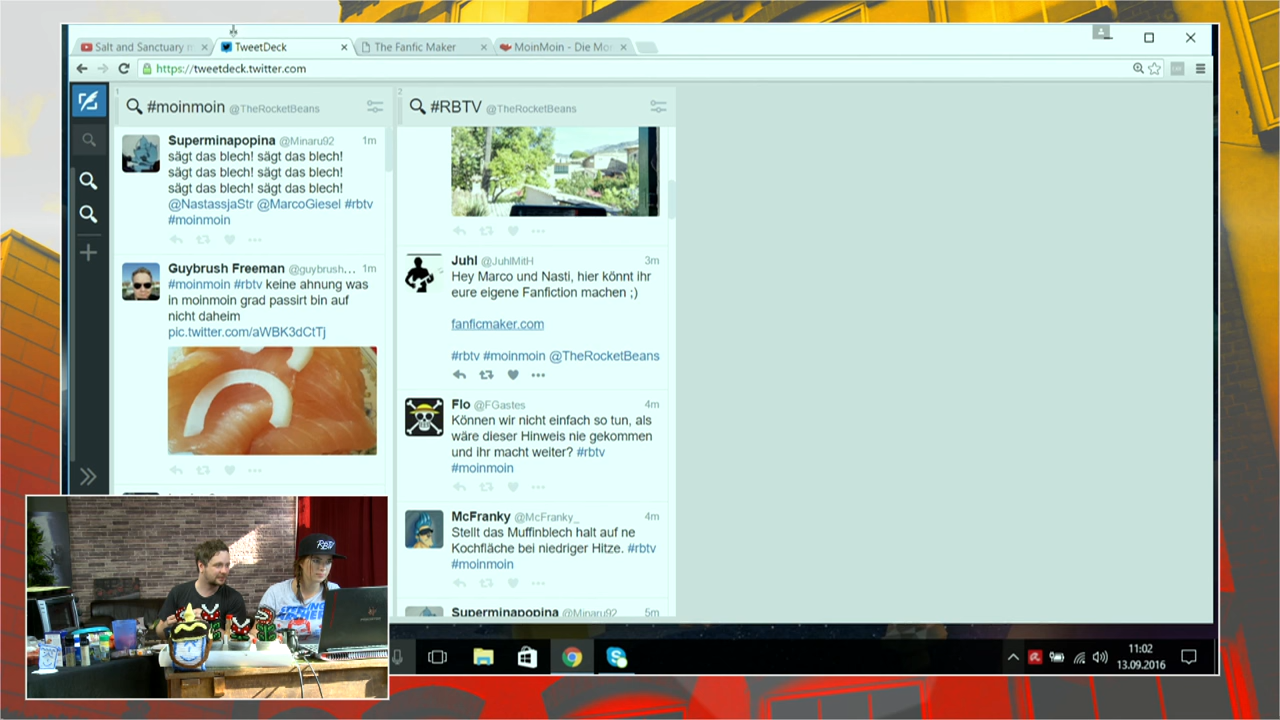 Salt and Sanctuary
TweetDeck
The Fanfic Maker
MoinMoin - Die Mo
https://tweetdeck.twitter.com
1
#moinmoin @TheRocketBeans
Superminapopina @Minaru92 1m
sägt das blech! sägt das blech!
sägt das blech! sägt das blech!
sägt das blech! sägt das blech!
@NastassjaStr @MarcoGiesel #rbtv
#moinmoin
Guybrush Freeman @guybrush… 1m
#moinmoin #rbtv keine ahnung was
in moinmoin grad passirt bin auf
nicht daheim
pic.twitter.com/aWBK3dCtTj
2
#RBTV @TheRocketBeans
Juhl @JuhlMitH 3m
Hey Marco und Nasti, hier könnt ihr
eure eigene Fanfiction machen ;)
fanficmaker.com
#rbtv #moinmoin @TheRocketBeans
Flo @FGastes 4m
Können wir nicht einfach so tun, als
wäre dieser Hinweis nie gekommen
und ihr macht weiter? #rbtv
#moinmoin
McFranky @McFranky_ 4m
Stellt das Muffinblech halt auf ne
Kochfläche bei niedriger Hitze. #rbtv
#moinmoin
Superminapopina @Minaru92 5m
RBTV
11:02
13.09.2016